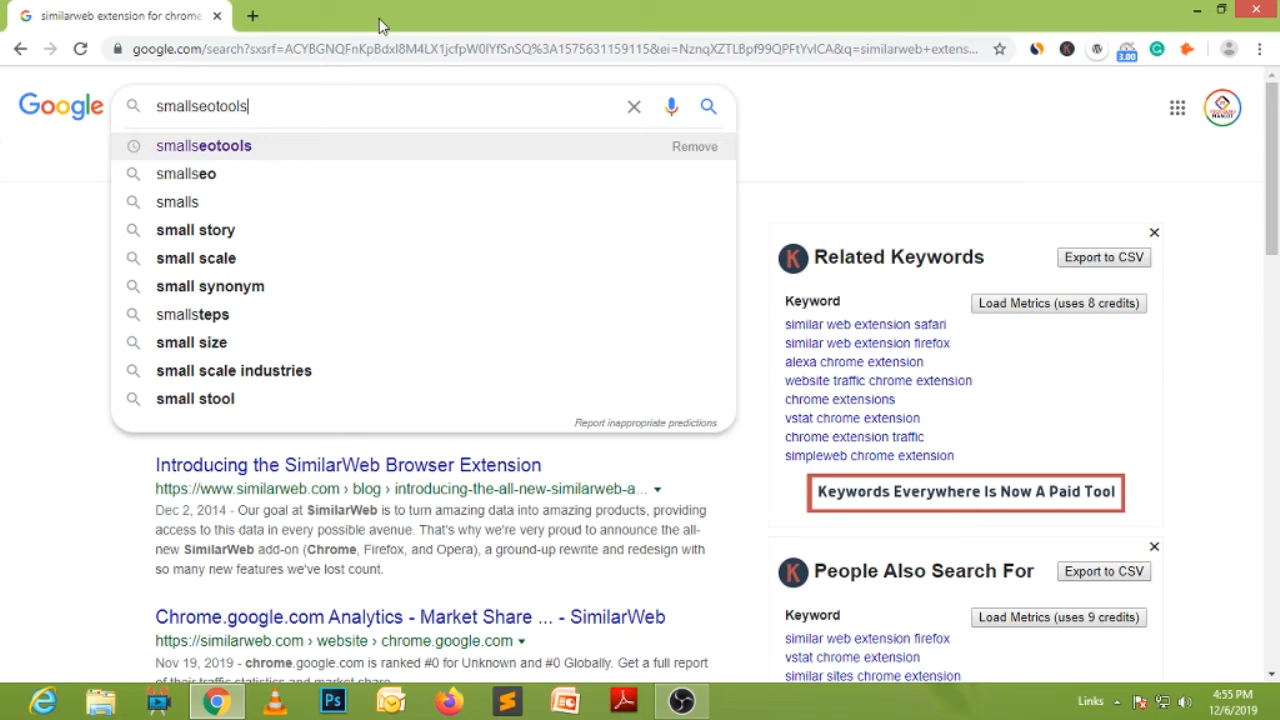 similarweb extension for chrome
google.com/search?sxsrf=ACYBGNQFnKpBdxI8M4LX1jcfpW0IYfSnSQ%3A1575631159115&ei=NznqXZTLBpf99QPFtYvICA&q=similarweb+extens...
3.00
Google
smallseotools
smallseotools
Remove
smallseo
smalls
small story
small scale
small synonym
smallsteps
small size
small scale industries
small stool
Report inappropriate predictions
Introducing the SimilarWeb Browser Extension
https://www.similarweb.com › blog › introducing-the-all-new-similarweb-a...
Dec 2, 2014 - Our goal at SimilarWeb is to turn amazing data into amazing products, providing
access to this data in every possible avenue. That's why we're very proud to announce the all-
new SimilarWeb add-on (Chrome, Firefox, and Opera), a ground-up rewrite and redesign with
so many new features we've lost count.
Chrome.google.com Analytics - Market Share ... - SimilarWeb
https://similarweb.com › website › chrome.google.com
Nov 19, 2019 - chrome.google.com is ranked #0 for Unknown and #0 Globally. Get a full report
of their traffic statistics and market share.
K Related Keywords
Export to CSV
Keyword
Load Metrics (uses 8 credits)
similar web extension safari
similar web extension firefox
alexa chrome extension
website traffic chrome extension
chrome extensions
vstat chrome extension
chrome extension traffic
simpleweb chrome extension
Keywords Everywhere Is Now A Paid Tool
K People Also Search For
Export to CSV
Keyword
Load Metrics (uses 9 credits)
similar web extension firefox
vstat chrome extension
similar sites chrome extension
Ps
Links
4:55 PM
12/6/2019